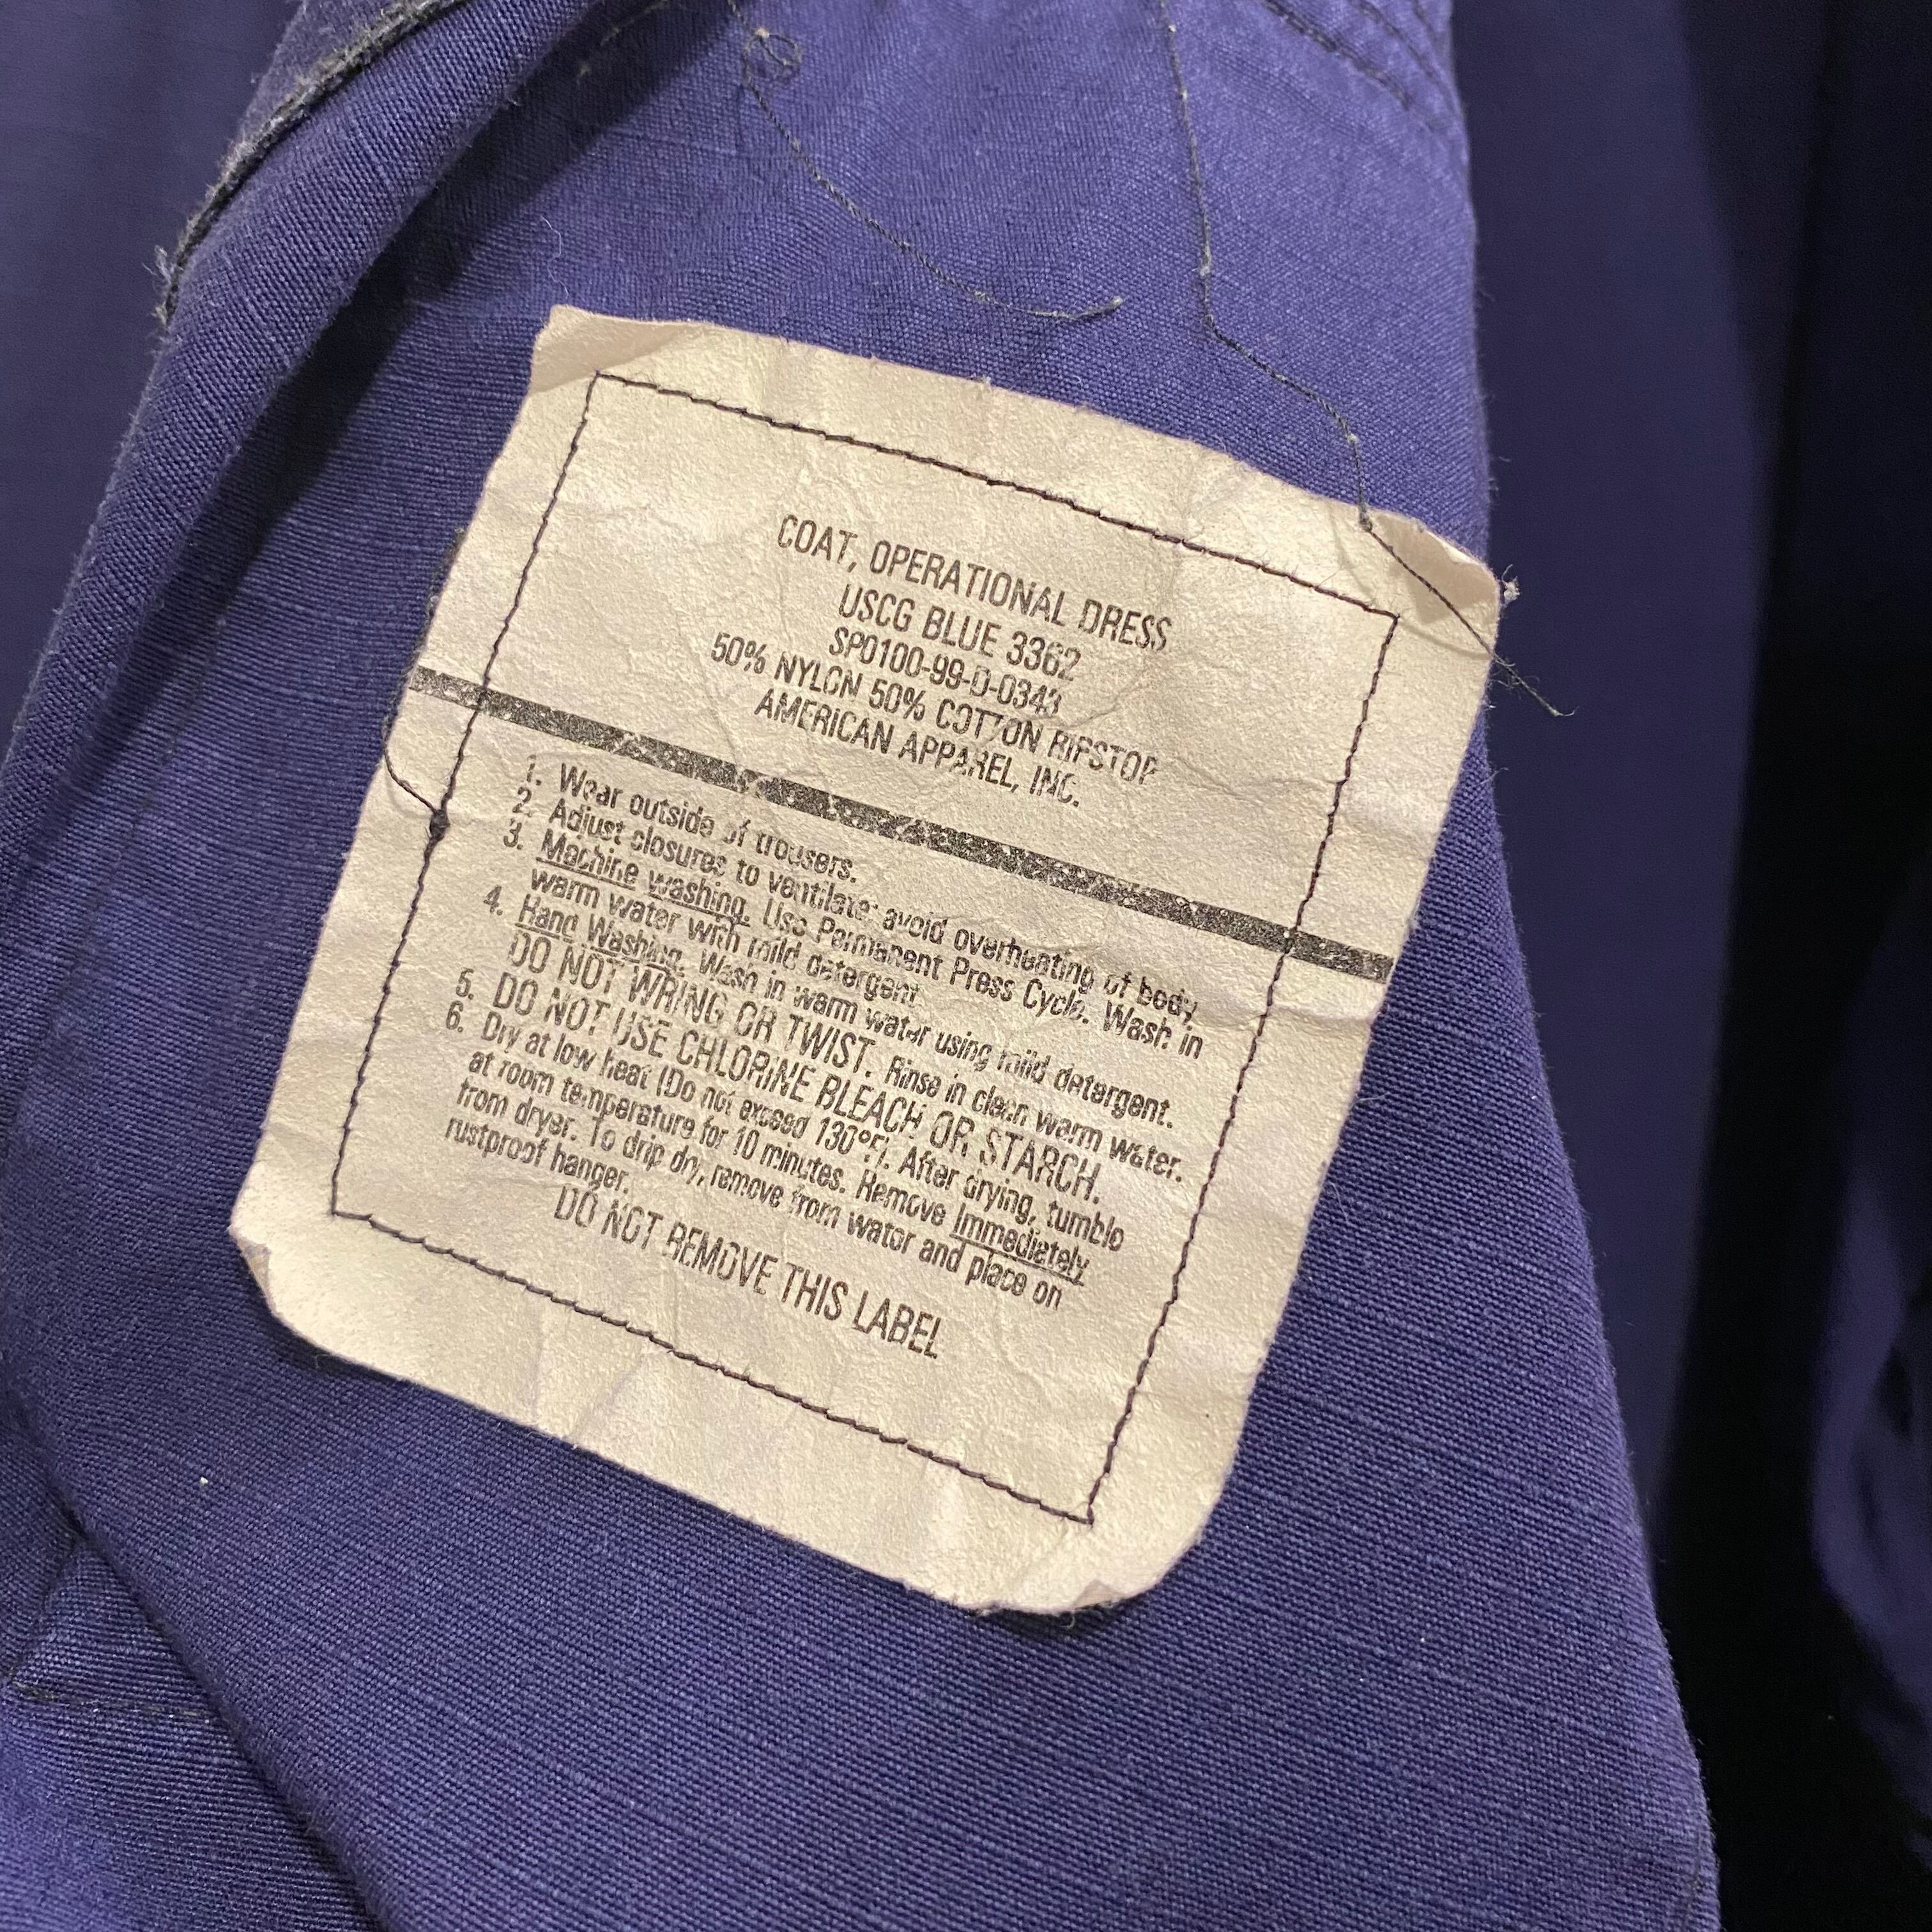 COAT, OPERATIONAL DRESS
USCG BLUE 3362
SP0100-99-D-0343
50% NYLON 50% COTTON RIPSTOP
AMERICAN APPAREL, INC.
1. Wear outside of trousers.
2. Adjust closures to ventilate: avoid overheating of body
3. Machine washing. Use Permanent Press Cycle. Wash in
warm water with mild detergent
4. Hand Washing. Wash in warm water using mild detergent.
DO NOT WRING OR TWIST. Rinse in clean warm water.
5. DO NOT USE CHLORINE BLEACH OR STARCH.
6. Dry at low heat (Do not exceed 130°F). After drying, tumble
at room temperature for 10 minutes. Remove immediately
from dryer. To drip dry, remove from water and place on
rustproof hanger.
DO NOT REMOVE THIS LABEL